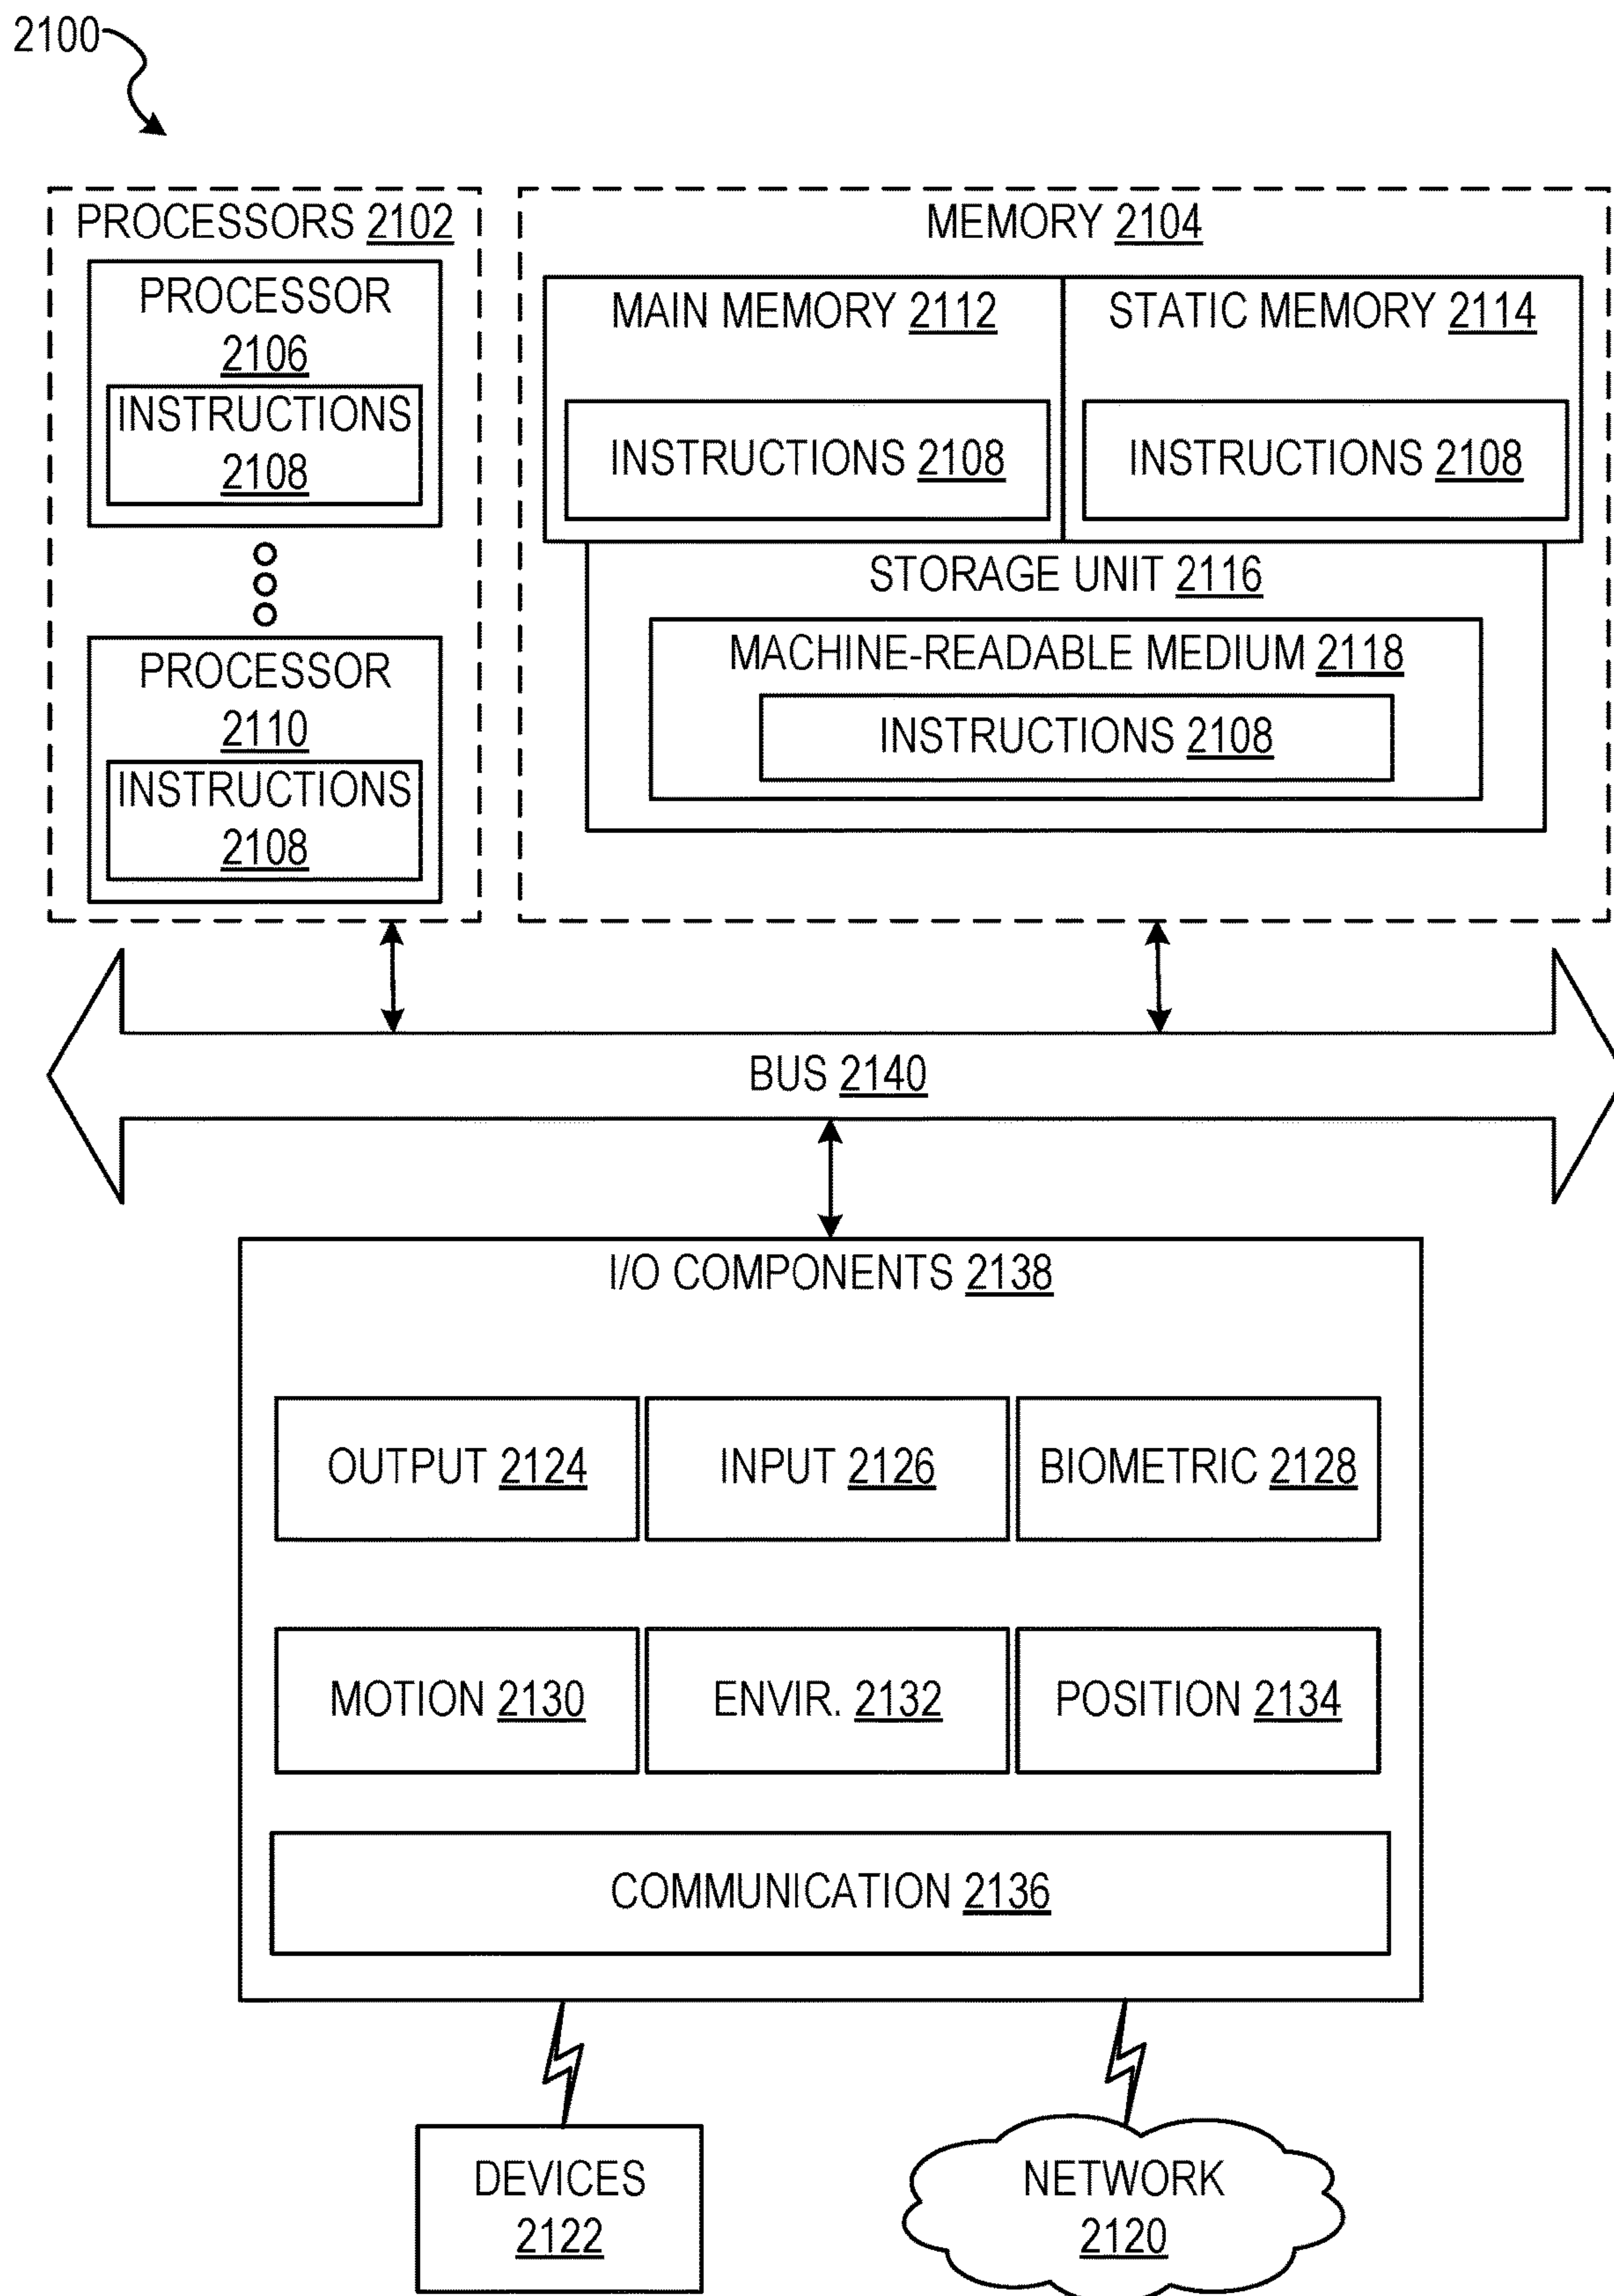 2100
PROCESSORS 2102
PROCESSOR
2106
INSTRUCTIONS
2108
PROCESSOR
2110
INSTRUCTIONS
2108
MEMORY 2104
MAIN MEMORY 2112
INSTRUCTIONS 2108
STATIC MEMORY 2114
INSTRUCTIONS 2108
STORAGE UNIT 2116
MACHINE-READABLE MEDIUM 2118
INSTRUCTIONS 2108
BUS 2140
I/O COMPONENTS 2138
OUTPUT 2124
INPUT 2126
BIOMETRIC 2128
MOTION 2130
ENVIR. 2132
POSITION 2134
COMMUNICATION 2136
DEVICES
2122
NETWORK
2120